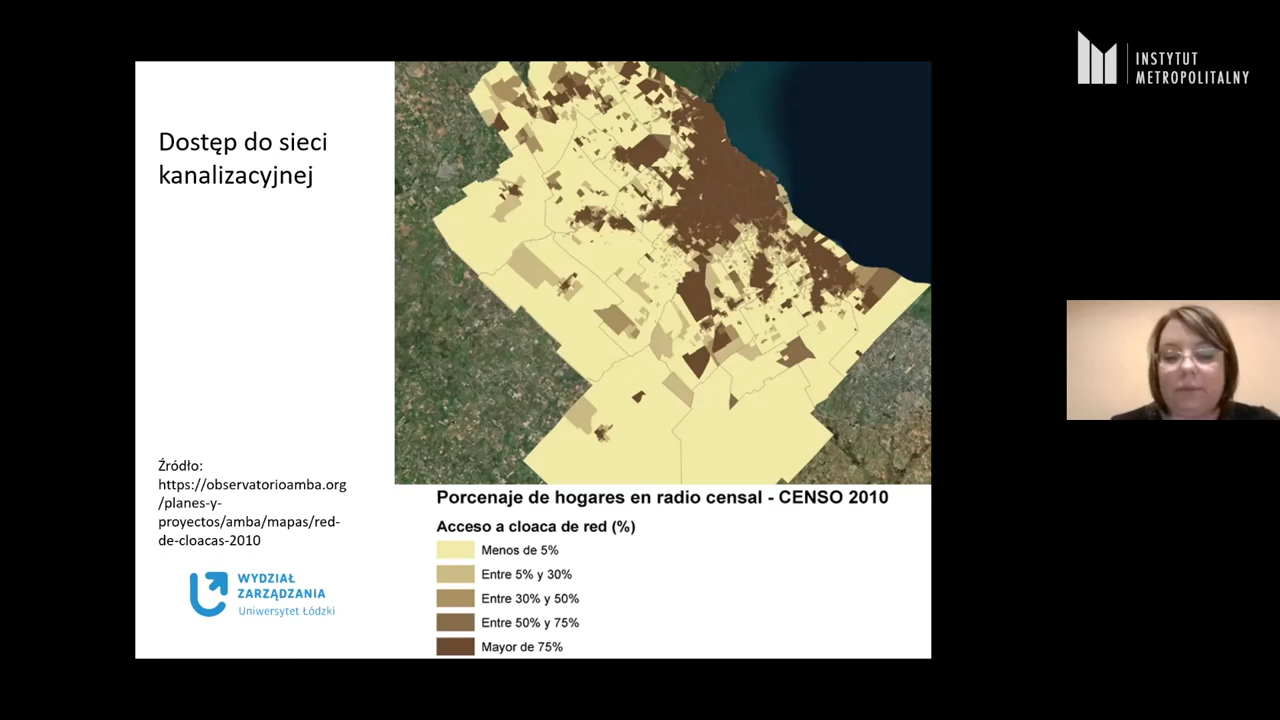 INSTYTUT
METROPOLITALNY
Dostęp do sieci
kanalizacyjnej
Źródło:
https://observatorioamba.org
/planes-y-
proyectos/amba/mapas/red-
de-cloacas-2010
WYDZIAŁ
ZARZĄDZANIA
Uniwersytet Łódzki
Porcenaje de hogares en radio censal - CENSO 2010
Acceso a cloaca de red (%)
Menos de 5%
Entre 5% y 30%
Entre 30% y 50%
Entre 50% y 75%
Mayor de 75%